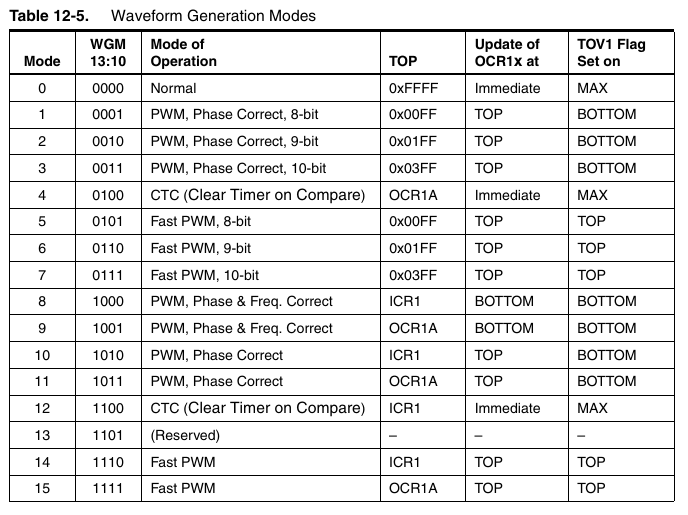 Table 12-5. Waveform Generation Modes
Mode WGM 13:10 Mode of Operation TOP Update of OCR1x at TOV1 Flag Set on
0 0000 Normal 0xFFFF Immediate MAX
1 0001 PWM, Phase Correct, 8-bit 0x00FF TOP BOTTOM
2 0010 PWM, Phase Correct, 9-bit 0x01FF TOP BOTTOM
3 0011 PWM, Phase Correct, 10-bit 0x03FF TOP BOTTOM
4 0100 CTC (Clear Timer on Compare) OCR1A Immediate MAX
5 0101 Fast PWM, 8-bit 0x00FF TOP TOP
6 0110 Fast PWM, 9-bit 0x01FF TOP TOP
7 0111 Fast PWM, 10-bit 0x03FF TOP TOP
8 1000 PWM, Phase & Freq. Correct ICR1 BOTTOM BOTTOM
9 1001 PWM, Phase & Freq. Correct OCR1A BOTTOM BOTTOM
10 1010 PWM, Phase Correct ICR1 TOP BOTTOM
11 1011 PWM, Phase Correct OCR1A TOP BOTTOM
12 1100 CTC (Clear Timer on Compare) ICR1 Immediate MAX
13 1101 (Reserved) – – –
14 1110 Fast PWM ICR1 TOP TOP
15 1111 Fast PWM OCR1A TOP TOP